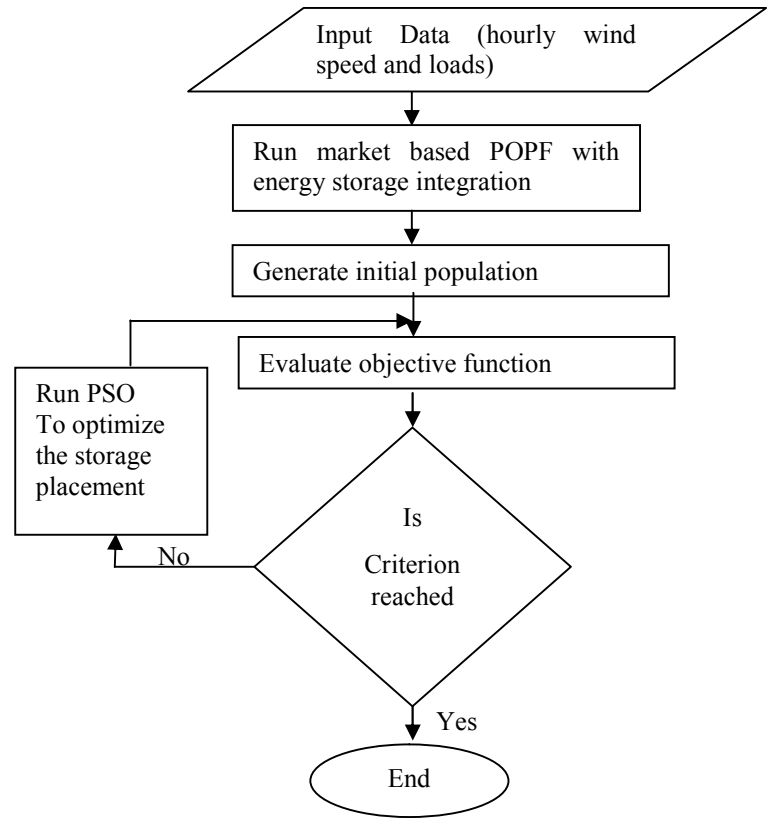 Input Data (hourly wind
speed and loads)
Run market based POPF with
energy storage integration
Generate initial population
Evaluate objective function
Run PSO
To optimize
the storage
placement
Is
Criterion
reached
No
Yes
End